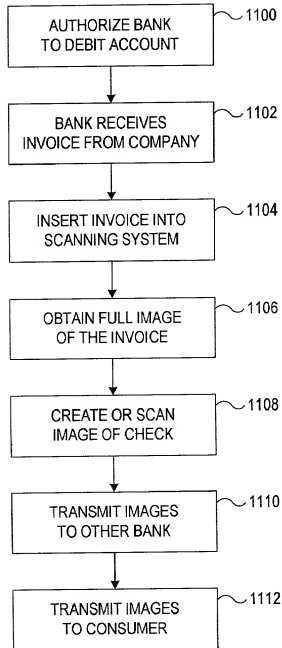 AUTHORIZE BANK
TO DEBIT ACCOUNT
1100
BANK RECEIVES
INVOICE FROM COMPANY
1102
INSERT INVOICE INTO
SCANNING SYSTEM
1104
OBTAIN FULL IMAGE
OF THE INVOICE
1106
CREATE OR SCAN
IMAGE OF CHECK
1108
TRANSMIT IMAGES
TO OTHER BANK
1110
TRANSMIT IMAGES
TO CONSUMER
1112